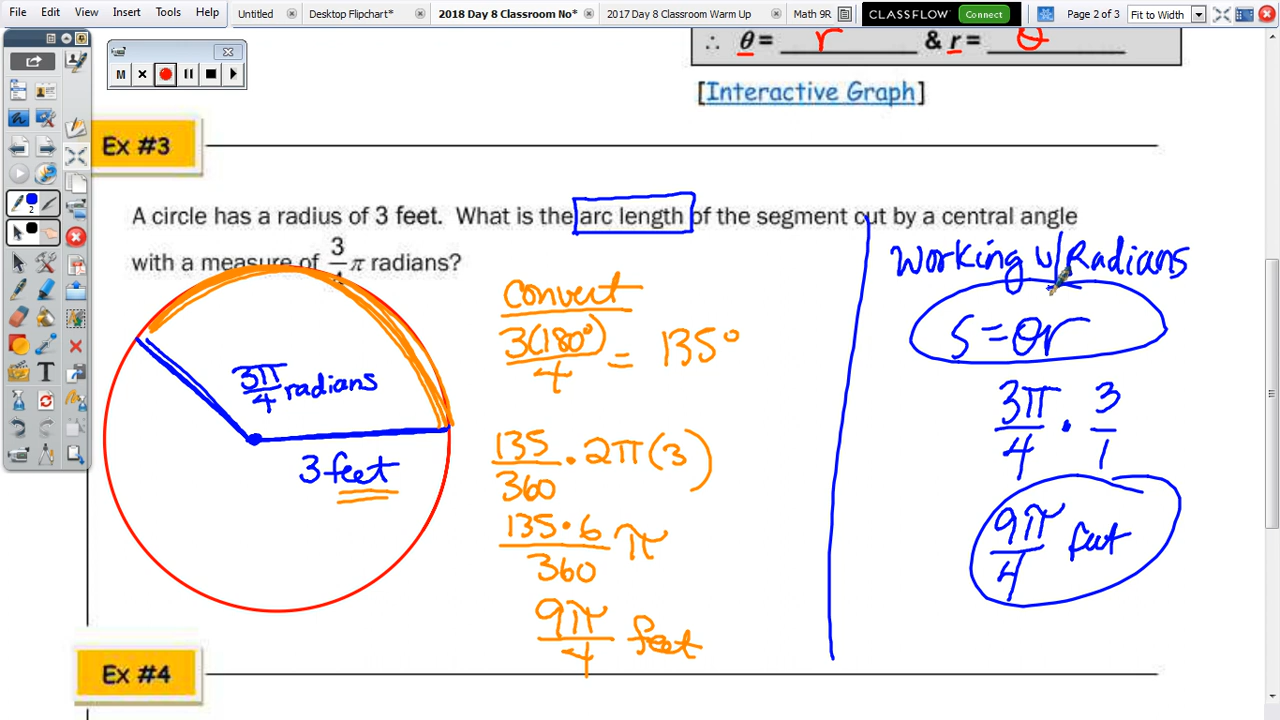 File Edit View Insert Tools Help
Untitled
Desktop Flipchart*
2018 Day 8 Classroom No*
2017 Day 8 Classroom Warm Up
Math 9R
CLASSFLOW Connect
Page 2 of 3
Fit to Width
M
2
T
∴ θ = r & r = θ
[Interactive Graph]
Ex #3
A circle has a radius of 3 feet. What is the arc length of the segment cut by a central angle
with a measure of 3/4 π radians?
3π/4 radians
3 feet
convert
3(180°)/4 = 135°
135/360 · 2π(3)
135·6/360 π
9π/4 feet
Working w/Radians
s = θr
3π/4 · 3/1
9π/4 feet
Ex #4